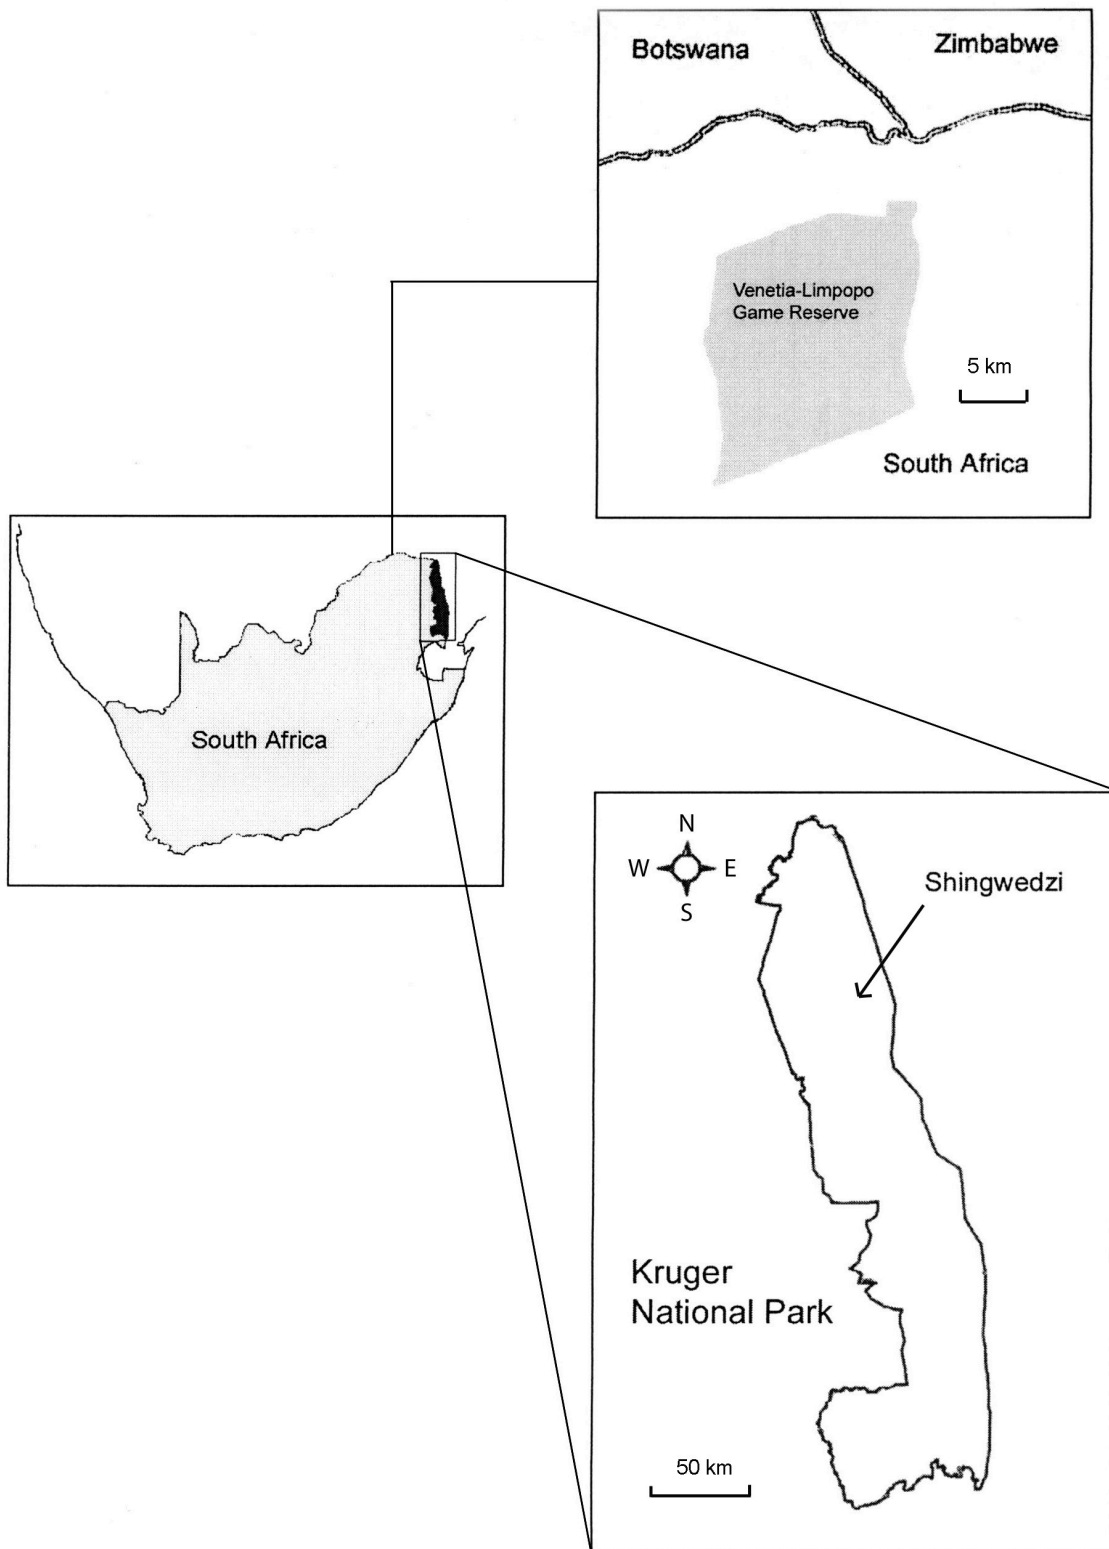 Botswana
Zimbabwe
Venetia-Limpopo
Game Reserve
5 km
South Africa
South Africa
N
W
E
S
Shingwedzi
Kruger
National Park
50 km